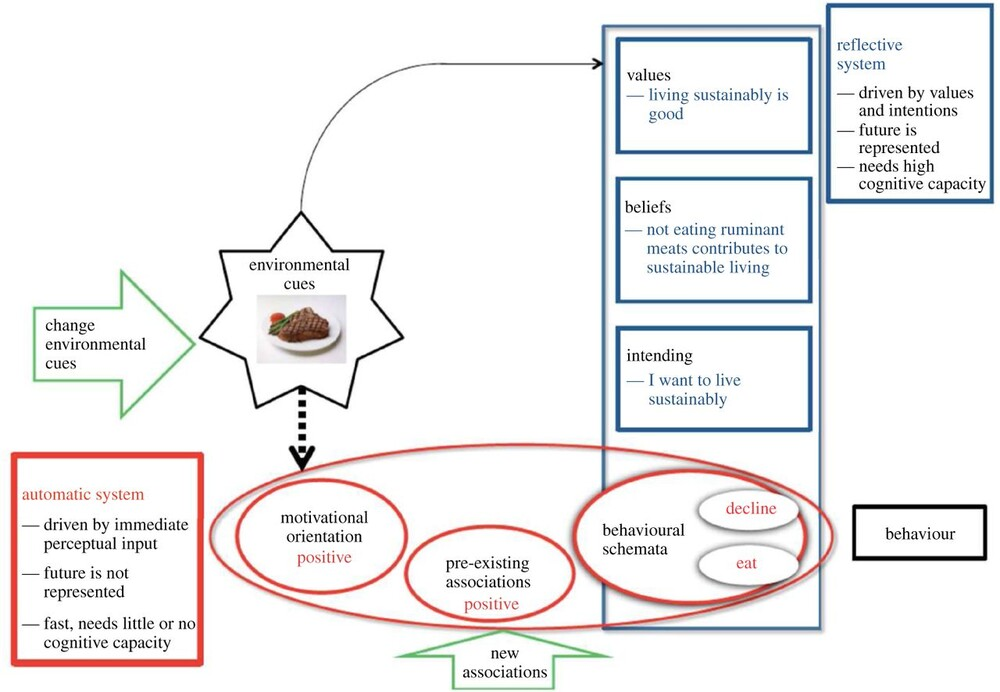 values
— living sustainably is
good
reflective
system
— driven by values
and intentions
— future is
represented
— needs high
cognitive capacity
beliefs
— not eating ruminant
meats contributes to
sustainable living
environmental
cues
change
environmental
cues
intending
— I want to live
sustainably
automatic system
— driven by immediate
perceptual input
— future is not
represented
— fast, needs little or no
cognitive capacity
motivational
orientation
positive
pre-existing
associations
positive
behavioural
schemata
decline
eat
behaviour
new
associations